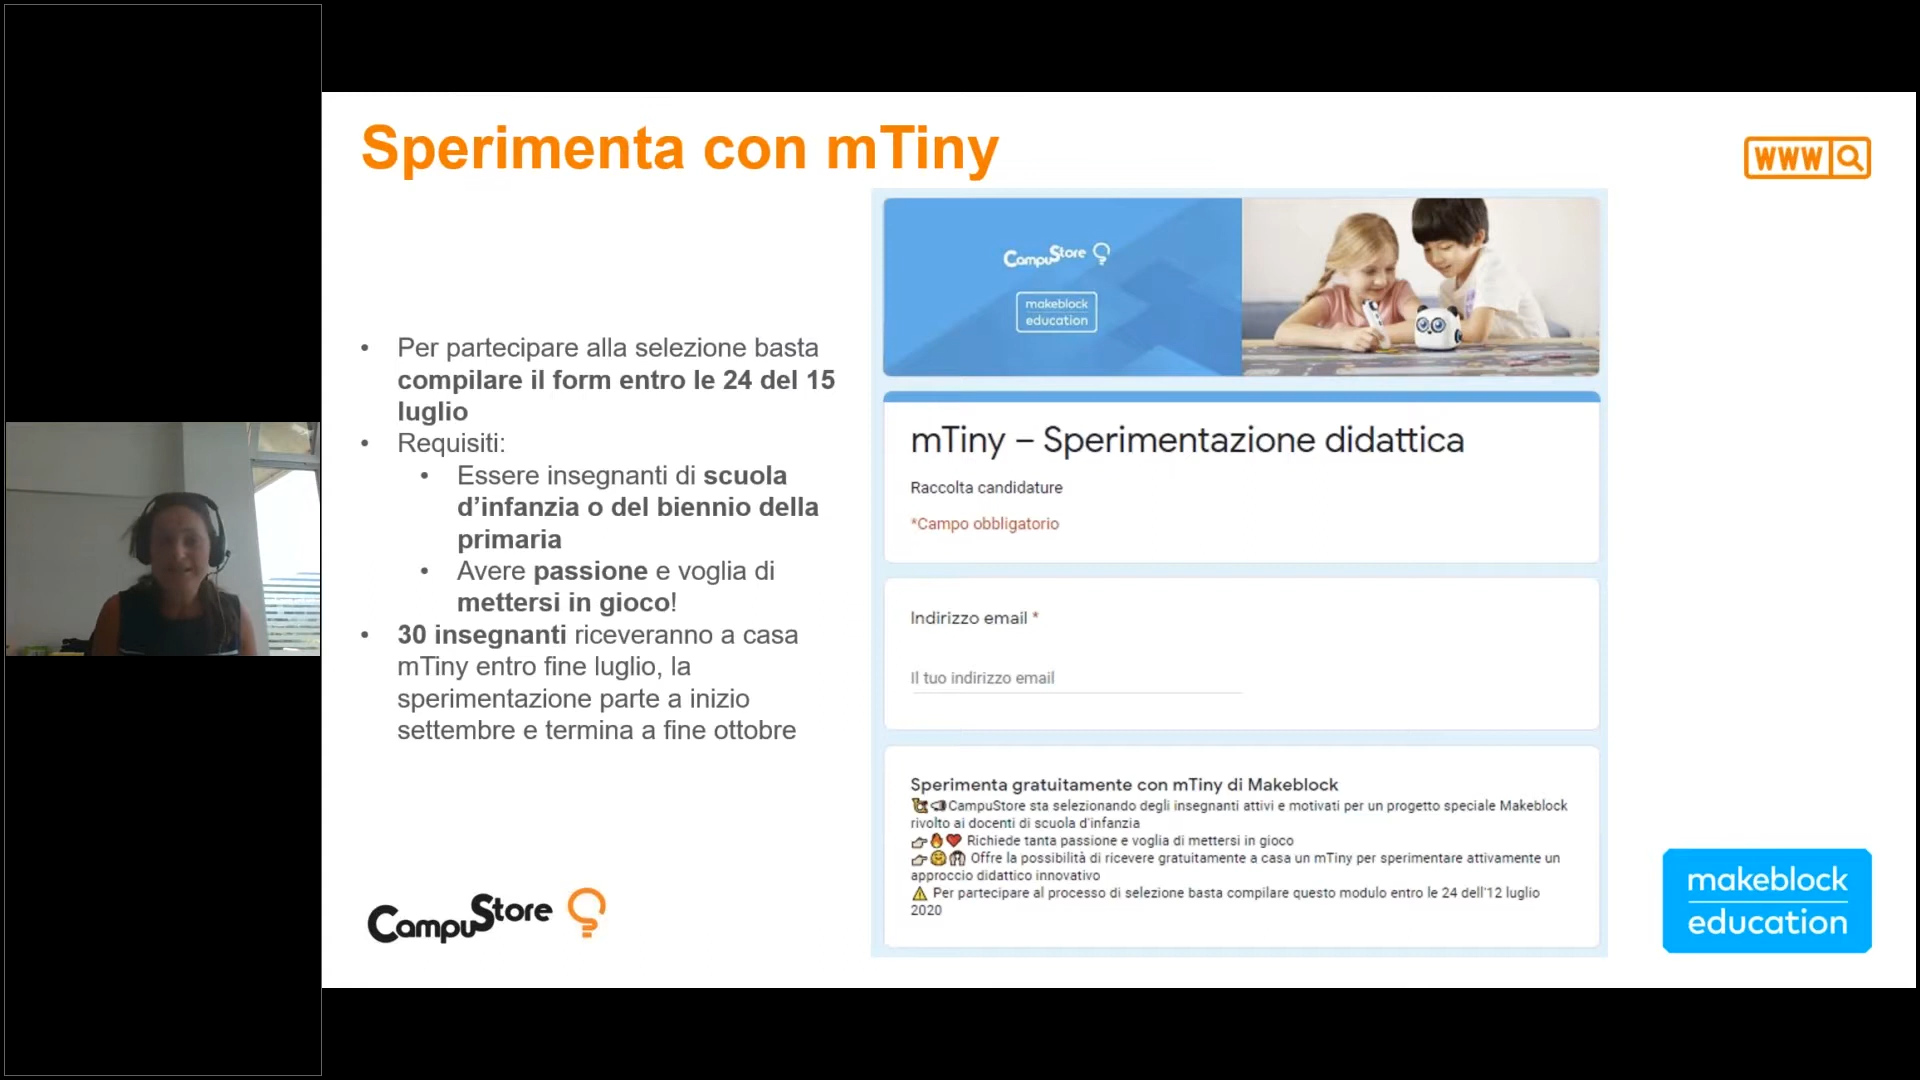 Sperimenta con mTiny
WWW
• Per partecipare alla selezione basta
compilare il form entro le 24 del 15
luglio
• Requisiti:
• Essere insegnanti di scuola
d’infanzia o del biennio della
primaria
• Avere passione e voglia di
mettersi in gioco!
• 30 insegnanti riceveranno a casa
mTiny entro fine luglio, la
sperimentazione parte a inizio
settembre e termina a fine ottobre
CampuStore
CampuStore
makeblock
education
mTiny – Sperimentazione didattica
Raccolta candidature
*Campo obbligatorio
Indirizzo email *
Il tuo indirizzo email
Sperimenta gratuitamente con mTiny di Makeblock
CampuStore sta selezionando degli insegnanti attivi e motivati per un progetto speciale Makeblock
rivolto ai docenti di scuola d'infanzia
Richiede tanta passione e voglia di mettersi in gioco
Offre la possibilità di ricevere gratuitamente a casa un mTiny per sperimentare attivamente un
approccio didattico innovativo
Per partecipare al processo di selezione basta compilare questo modulo entro le 24 dell'12 luglio
2020
makeblock
education